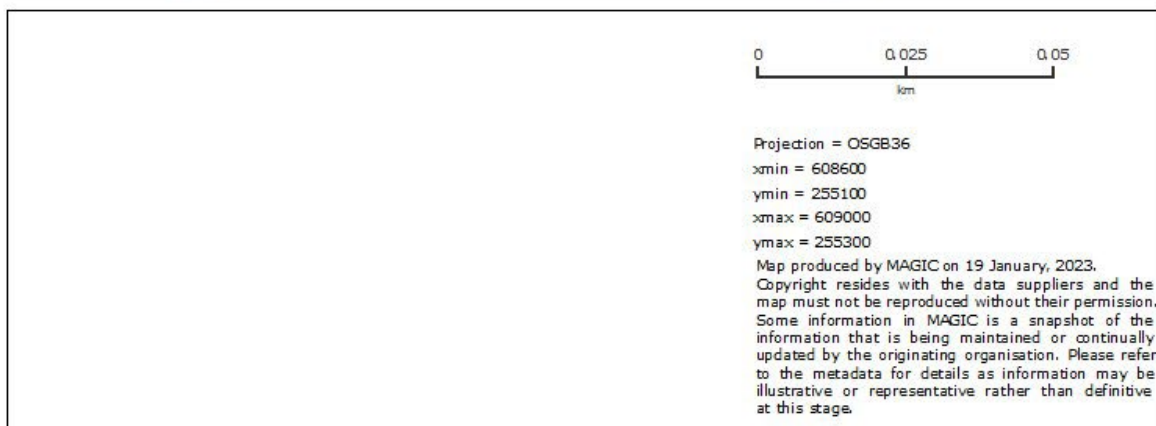 0 0.025 0.05
km
Projection = OSGB36
xmin = 608600
ymin = 255100
xmax = 609000
ymax = 255300
Map produced by MAGIC on 19 January, 2023.
Copyright resides with the data suppliers and the
map must not be reproduced without their permission.
Some information in MAGIC is a snapshot of the
information that is being maintained or continually
updated by the originating organisation. Please refer
to the metadata for details as information may be
illustrative or representative rather than definitive
at this stage.